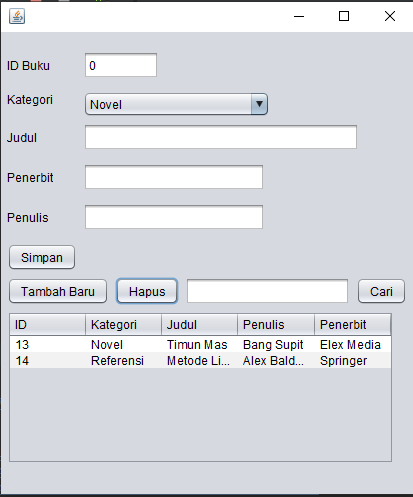 ID Buku 0
Kategori Novel
Judul
Penerbit
Penulis
Simpan
Tambah Baru Hapus Cari
ID Kategori Judul Penulis Penerbit
13 Novel Timun Mas Bang Supit Elex Media
14 Referensi Metode Li... Alex Bald... Springer